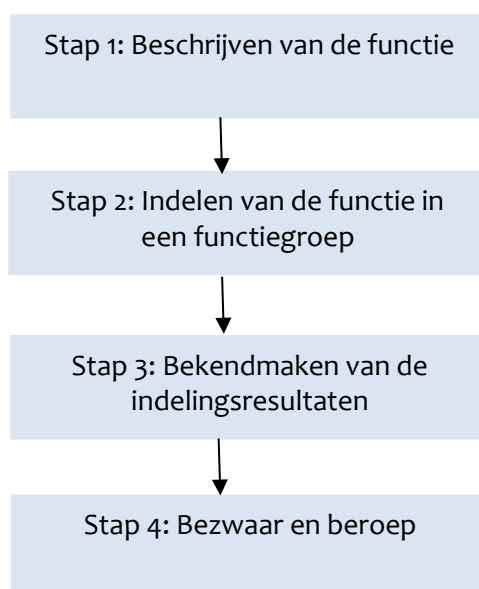 Stap 1: Beschrijven van de functie
Stap 2: Indelen van de functie in
een functiegroep
Stap 3: Bekendmaken van de
indelingsresultaten
Stap 4: Bezwaar en beroep